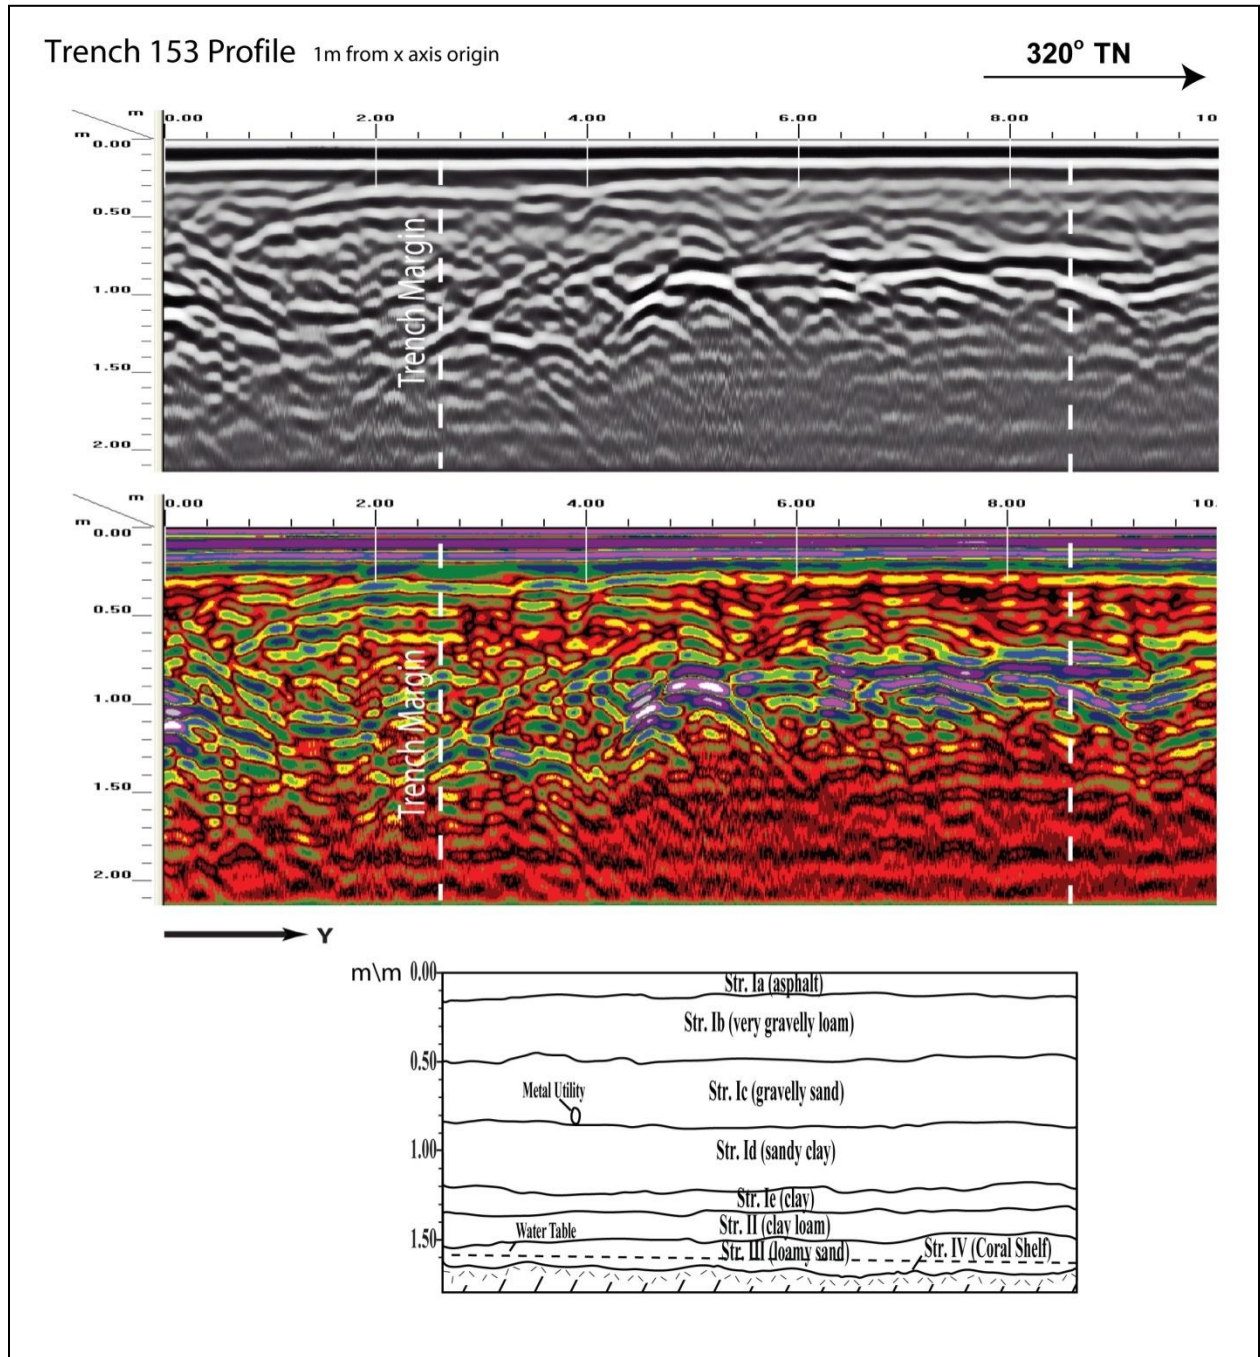 Trench 153 Profile 1m from x axis origin
320° TN
m
0.00 2.00 4.00 6.00 8.00 10.
m
0.00
0.50
1.00
1.50
2.00
Trench Margin
m
0.00 2.00 4.00 6.00 8.00 10.
m
0.00
0.50
1.00
1.50
2.00
Trench Margin
Y
m\m 0.00
Str. Ia (asphalt)
Str. Ib (very gravelly loam)
0.50
Metal Utility
Str. Ic (gravelly sand)
1.00
Str. Id (sandy clay)
Str. Ie (clay)
Str. II (clay loam)
1.50
Water Table
Str. III (loamy sand)
Str. IV (Coral Shelf)